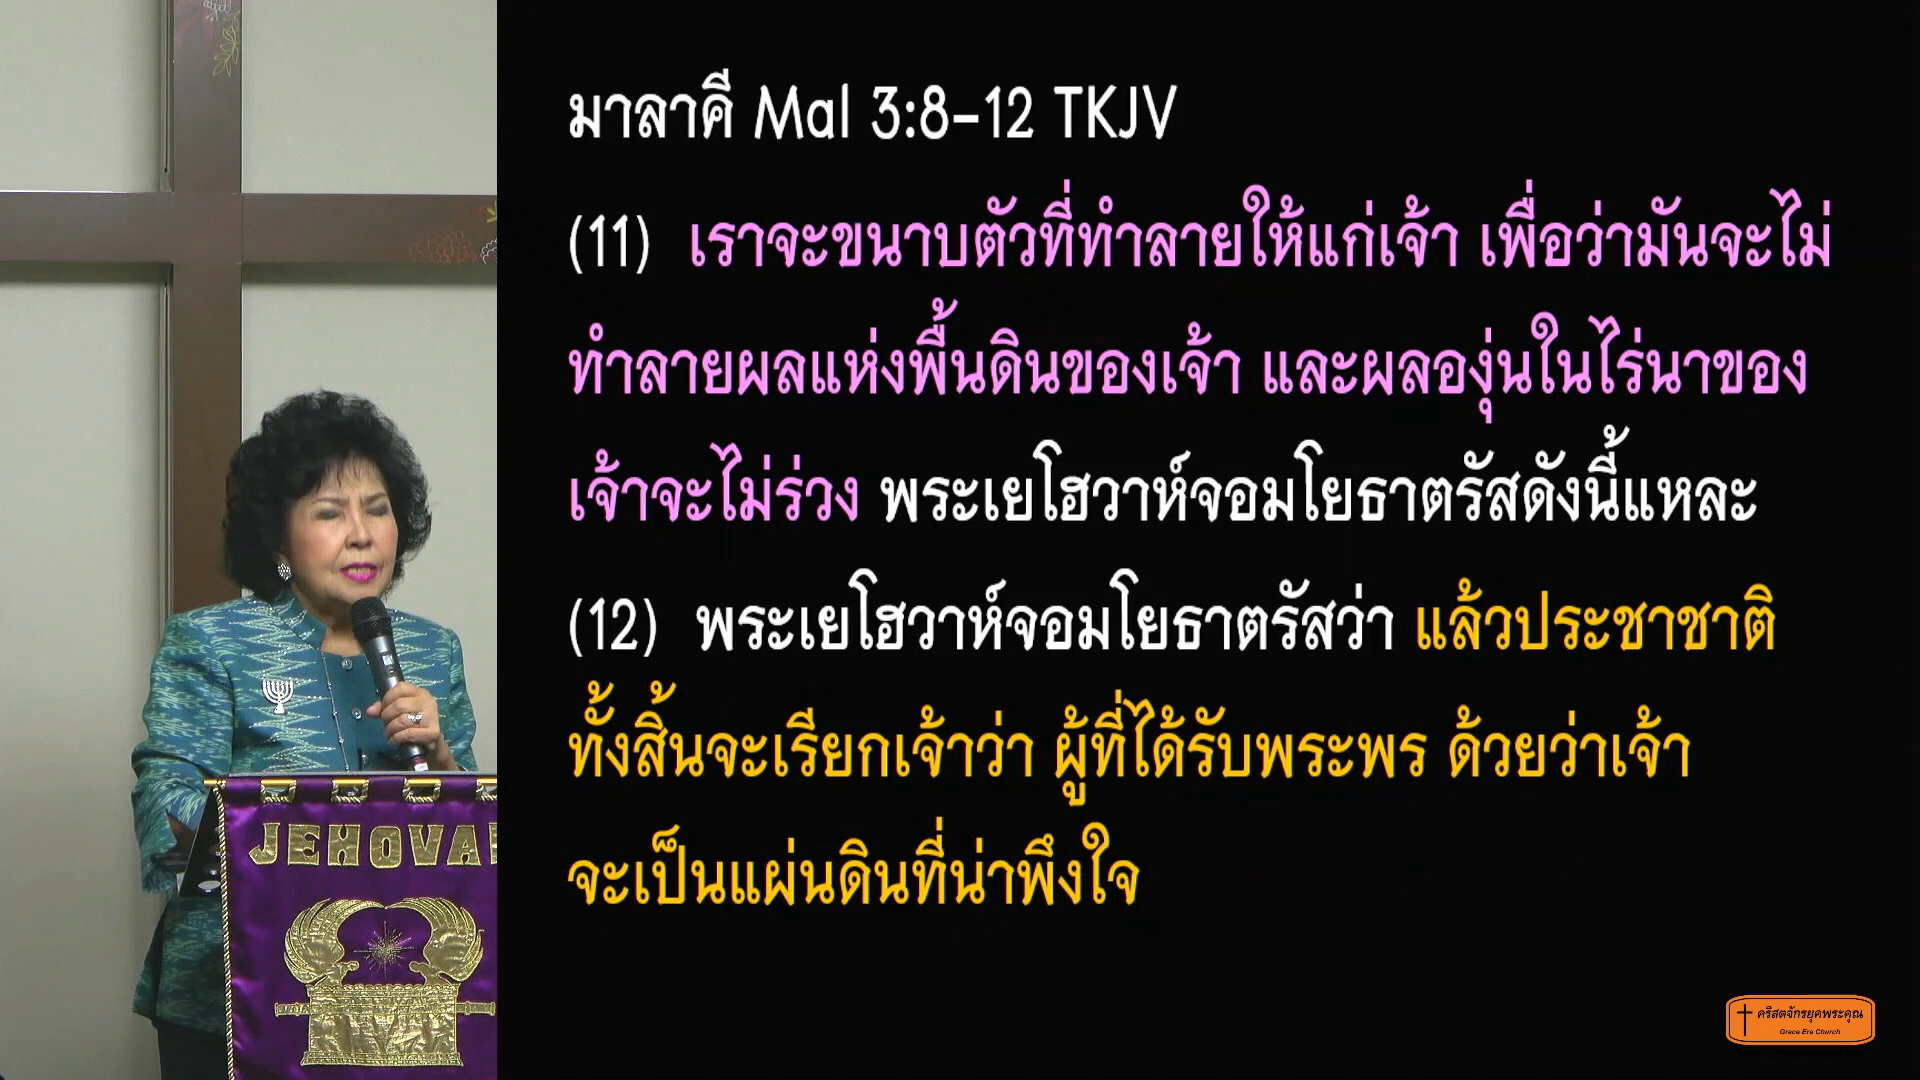 มาลาคี Mal 3:8-12 TKJV
(11) เราจะขนาบตัวที่ทำลายให้แก่เจ้า เพื่อว่ามันจะไม่
ทำลายผลแห่งพื้นดินของเจ้า และผลองุ่นในไร่นาของ
เจ้าจะไม่ร่วง พระเยโฮวาห์จอมโยธาตรัสดังนี้แหละ
(12) พระเยโฮวาห์จอมโยธาตรัสว่า แล้วประชาชาติ
ทั้งสิ้นจะเรียกเจ้าว่า ผู้ที่ได้รับพระพร ด้วยว่าเจ้า
จะเป็นแผ่นดินที่น่าพึงใจ
JEHOVAH
คริสตจักรยุคพระคุณ
Grace Era Church